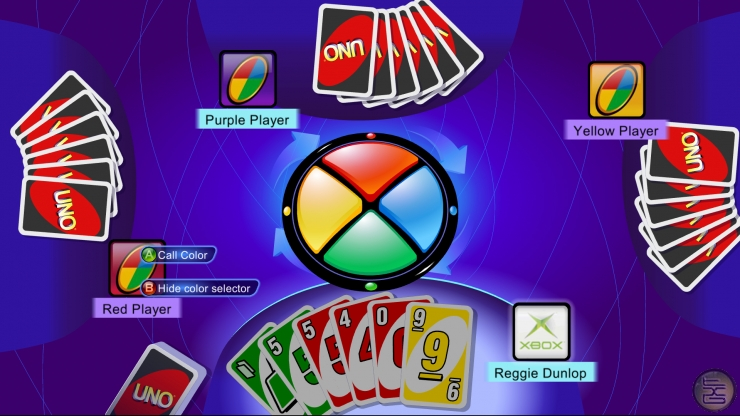 UNO
Purple Player
Yellow Player
UNO
UNO
A Call Color
B Hide color selector
Red Player
5
5
4
0
9
9
6
XBOX
Reggie Dunlop
UNO